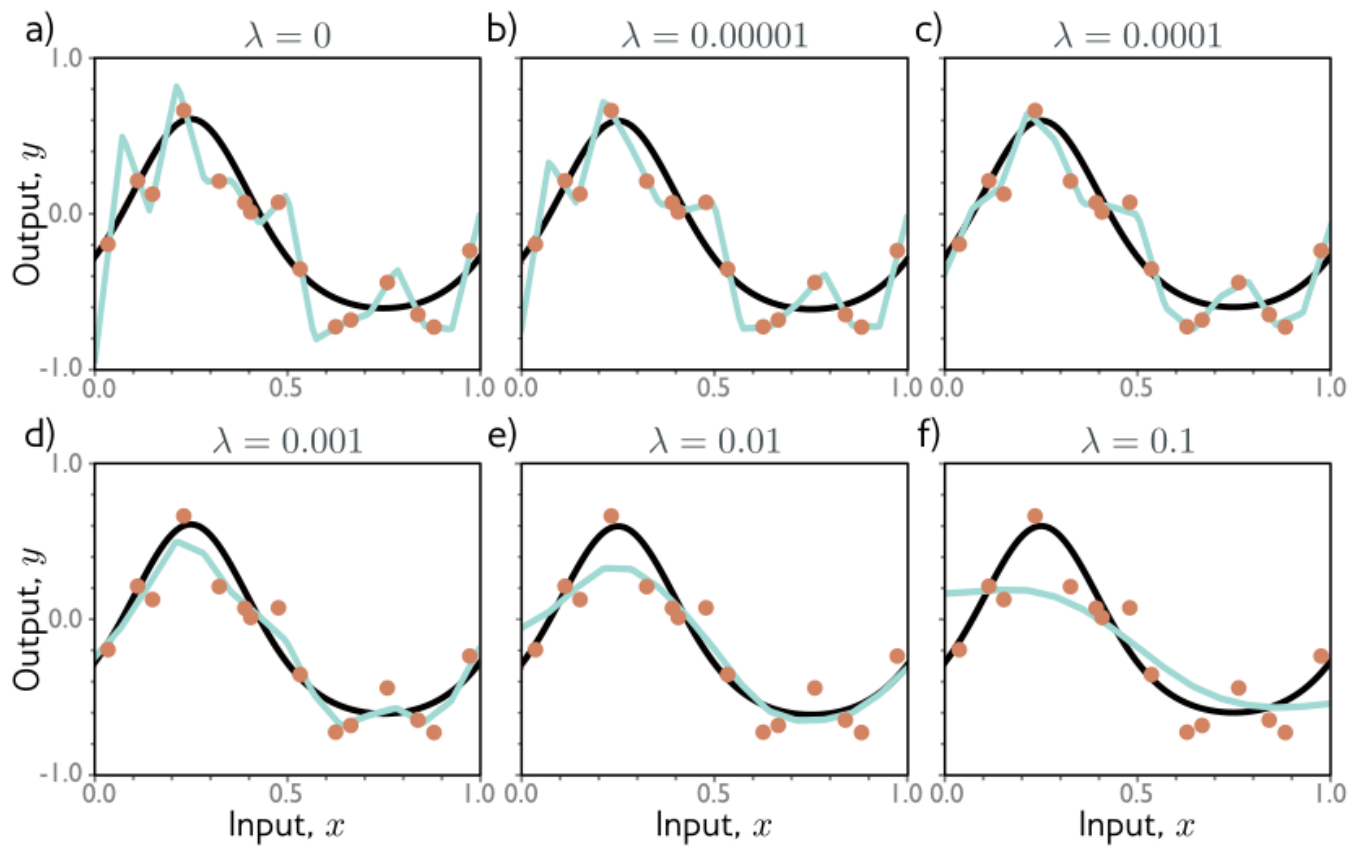 a) λ = 0
b) λ = 0.00001
c) λ = 0.0001
1.0
0.0
-1.0
Output, y
0.0 0.5 1.0
0.0 0.5 1.0
0.0 0.5 1.0
d) λ = 0.001
e) λ = 0.01
f) λ = 0.1
1.0
0.0
-1.0
Output, y
0.0 0.5 1.0
0.0 0.5 1.0
0.0 0.5 1.0
Input, x
Input, x
Input, x